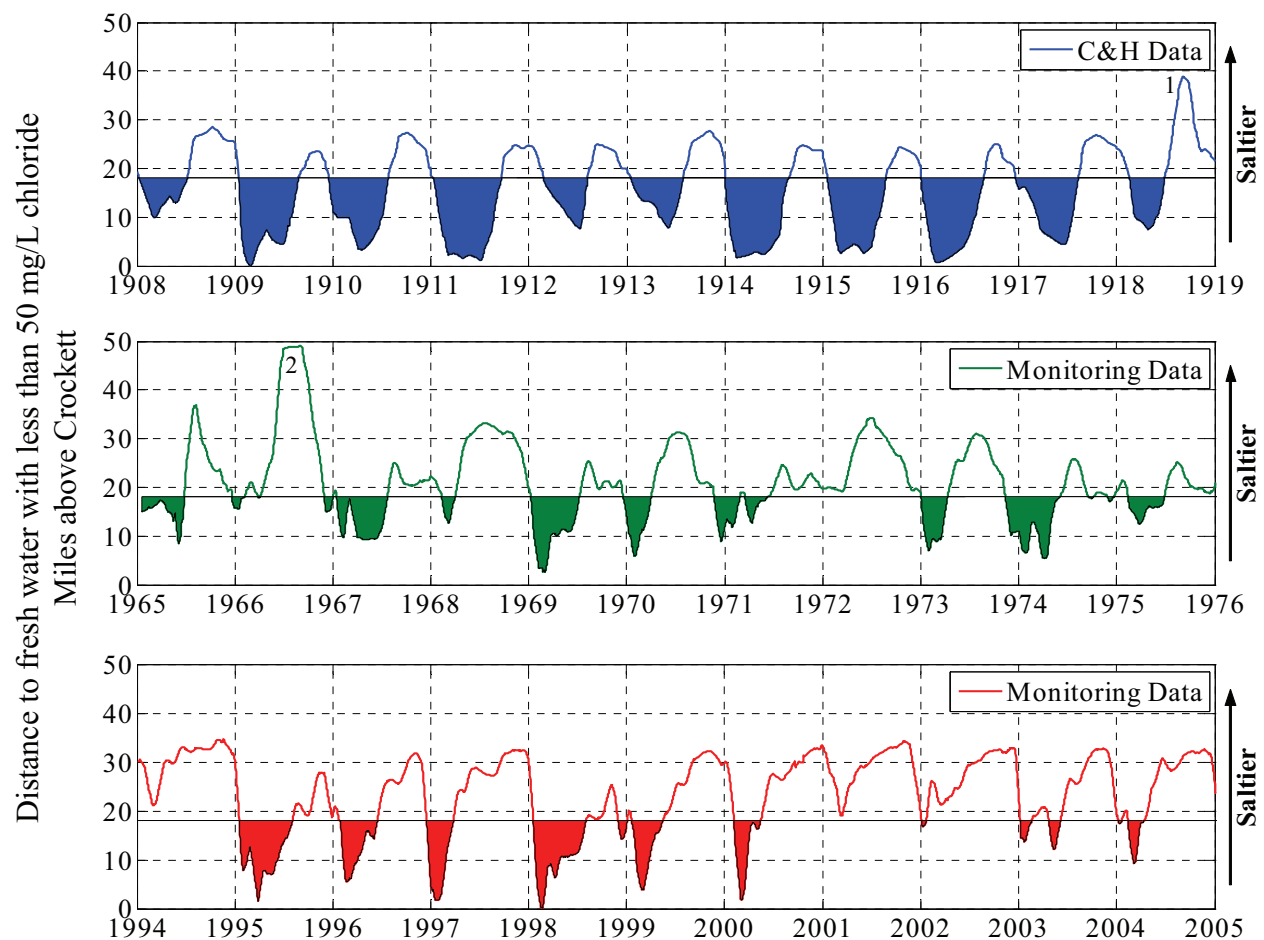 Distance to fresh water with less than 50 mg/L chloride
Miles above Crockett
50
40
30
20
10
0
C&H Data
1
Saltier
1908 1909 1910 1911 1912 1913 1914 1915 1916 1917 1918 1919
50
40
30
20
10
0
Monitoring Data
2
Saltier
1965 1966 1967 1968 1969 1970 1971 1972 1973 1974 1975 1976
50
40
30
20
10
0
Monitoring Data
Saltier
1994 1995 1996 1997 1998 1999 2000 2001 2002 2003 2004 2005